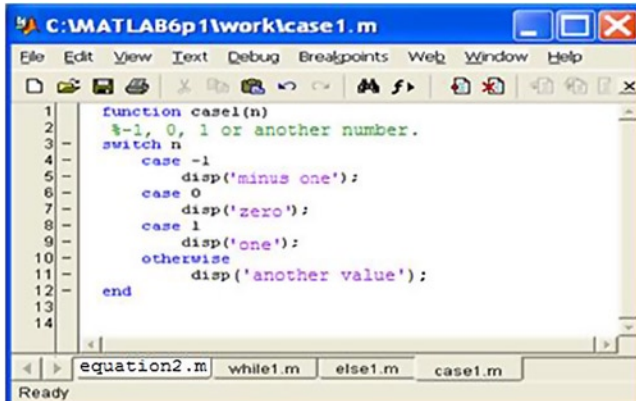 C:\MATLAB6p1\work\case1.m
File Edit View Text Debug Breakpoints Web Window Help
1 function case1(n)
2 %-1, 0, 1 or another number.
3 - switch n
4 - case -1
5 - disp('minus one');
6 - case 0
7 - disp('zero');
8 - case 1
9 - disp('one');
10 - otherwise
11 - disp('another value');
12 - end
13
14
equation2.m while1.m else1.m case1.m
Ready